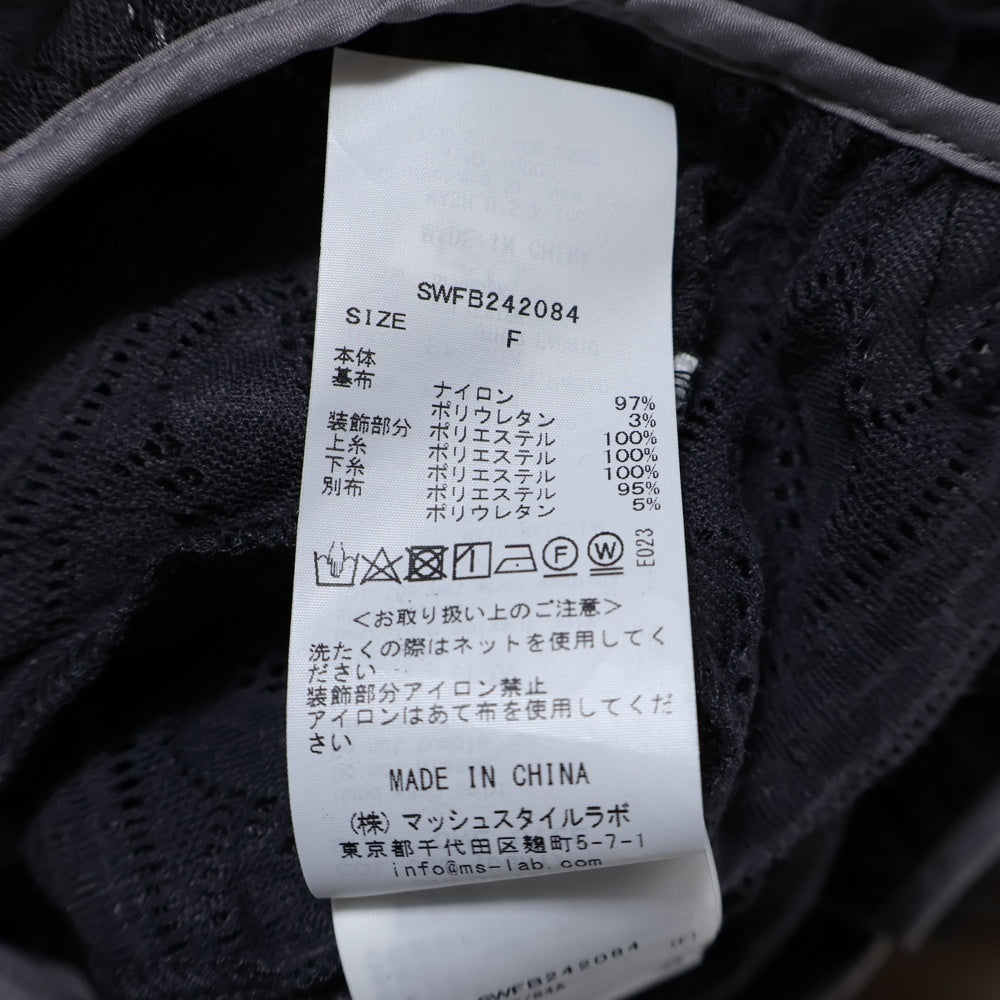 SWFB242084
SIZE F
本体
基布 ナイロン 97%
ポリウレタン 3%
装飾部分 ポリエステル 100%
上糸 ポリエステル 100%
下糸 ポリエステル 100%
別布 ポリエステル 95%
ポリウレタン 5%
F W E023
<お取り扱い上のご注意>
洗たくの際はネットを使用してく
ださい
装飾部分アイロン禁止
アイロンはあて布を使用してくだ
さい
MADE IN CHINA
(株) マッシュスタイルラボ
東京都千代田区麹町5-7-1
info@ms-lab.com
SWFB242084 (F)